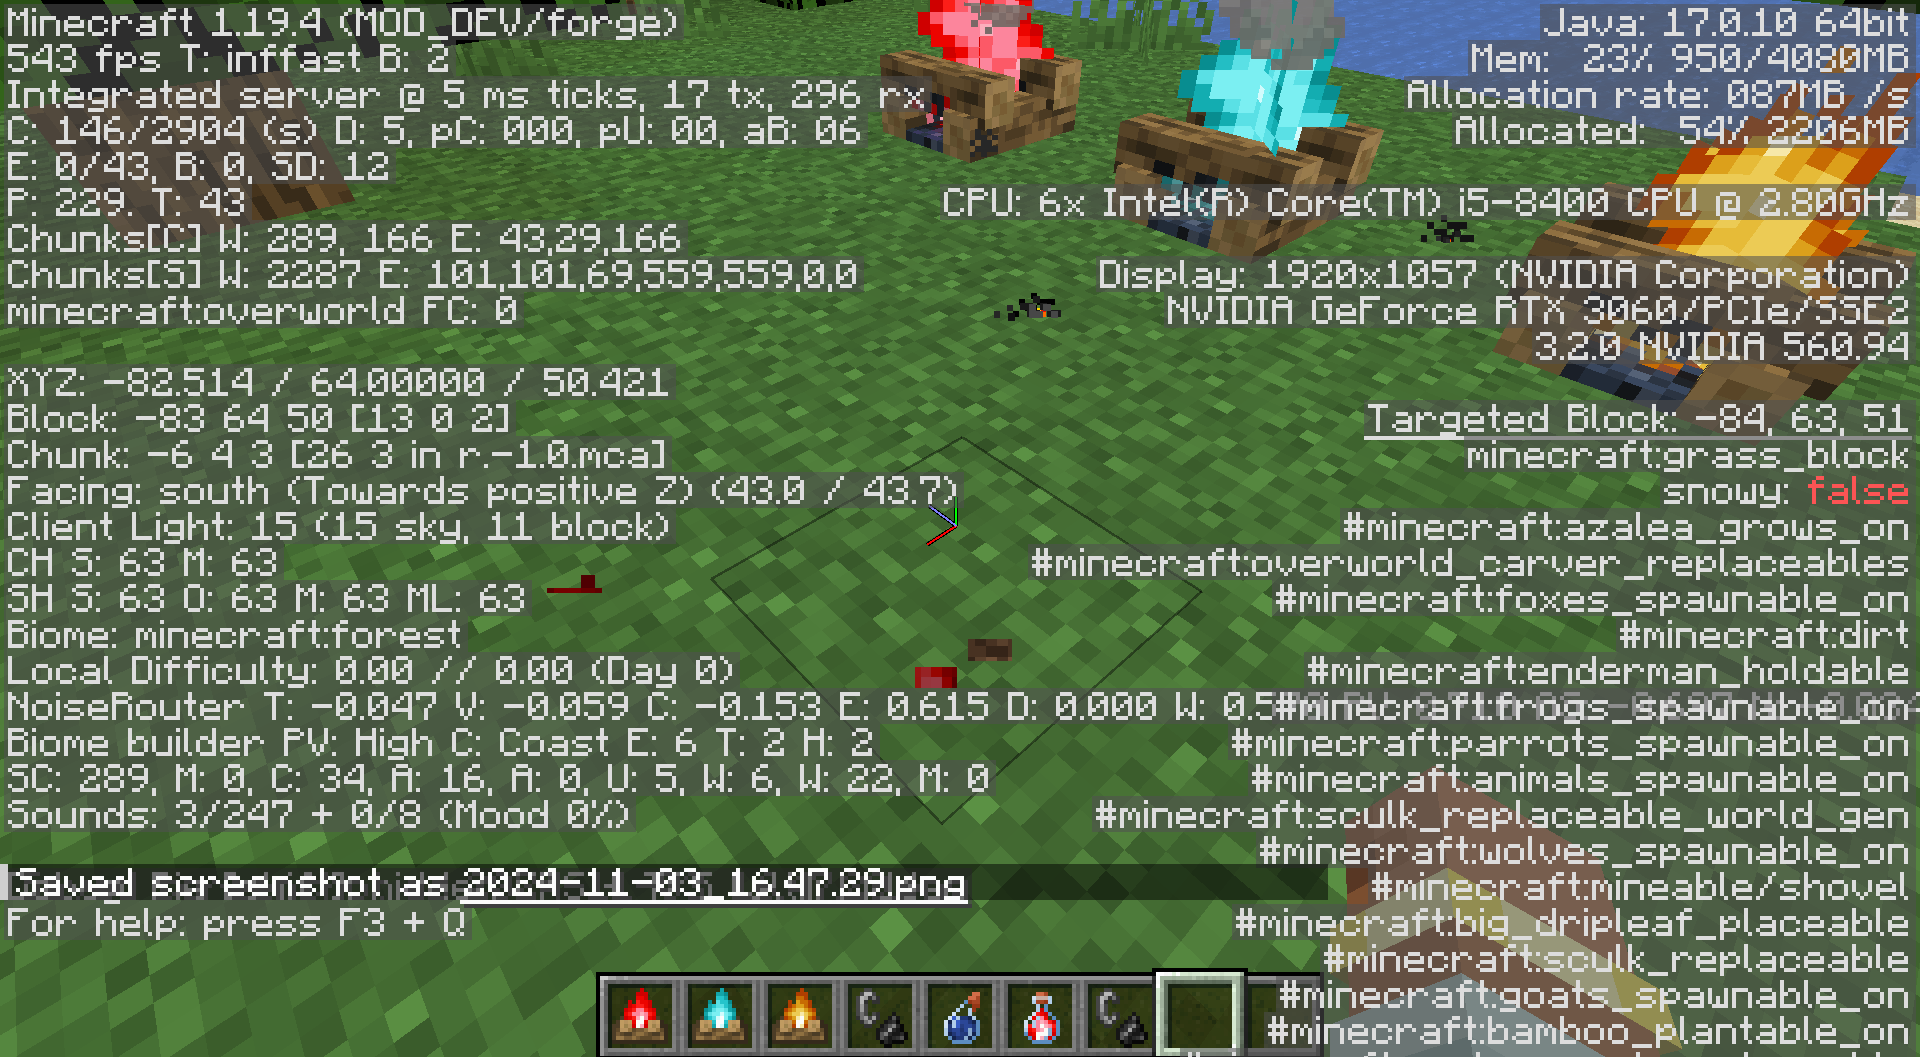 Minecraft 1.19.4 (MOD_DEV/forge)
543 fps T: inffast B: 2
Integrated server @ 5 ms ticks, 17 tx, 296 rx
C: 146/2904 (s) D: 5, pC: 000, pU: 00, aB: 06
E: 0/43, B: 0, SD: 12
P: 229. T: 43
Chunks[C] W: 289, 166 E: 43,29,166
Chunks[S] W: 2287 E: 101,101,69,559,559,0,0
minecraft:overworld FC: 0
XYZ: -82.514 / 64.00000 / 50.421
Block: -83 64 50 [13 0 2]
Chunk: -6 4 3 [26 3 in r.-1.0.mca]
Facing: south (Towards positive Z) (43.0 / 43.7)
Client Light: 15 (15 sky, 11 block)
CH S: 63 M: 63
SH S: 63 O: 63 M: 63 ML: 63
Biome: minecraft:forest
Local Difficulty: 0.00 // 0.00 (Day 0)
NoiseRouter T: -0.047 V: -0.059 C: -0.153 E: 0.615 D: 0.000 W:
Biome builder PV: High C: Coast E: 6 T: 2 H: 2
SC: 289, M: 0, C: 34, A: 16, A: 0, U: 5, W: 6, W: 22, M: 0
Sounds: 3/247 + 0/8 (Mood 0%)
Saved screenshot as 2024-11-03_16.47.29.png
For help: press F3 + Q
Java: 17.0.10 64bit
Mem: 23% 950/4080MB
Allocation rate: 087MB /s
Allocated: 54% 2206MB
CPU: 6x Intel(R) Core(TM) i5-8400 CPU @ 2.80GHz
Display: 1920x1057 (NVIDIA Corporation)
NVIDIA GeForce RTX 3060/PCIe/SSE2
3.2.0 NVIDIA 560.94
Targeted Block: -84, 63, 51
minecraft:grass_block
snowy: false
#minecraft:azalea_grows_on
#minecraft:overworld_carver_replaceables
#minecraft:foxes_spawnable_on
#minecraft:dirt
#minecraft:enderman_holdable
#minecraft:frogs_spawnable_on
#minecraft:parrots_spawnable_on
#minecraft:animals_spawnable_on
#minecraft:sculk_replaceable_world_gen
#minecraft:wolves_spawnable_on
#minecraft:mineable/shovel
#minecraft:big_dripleaf_placeable
#minecraft:sculk_replaceable
#minecraft:goats_spawnable_on
#minecraft:bamboo_plantable_on